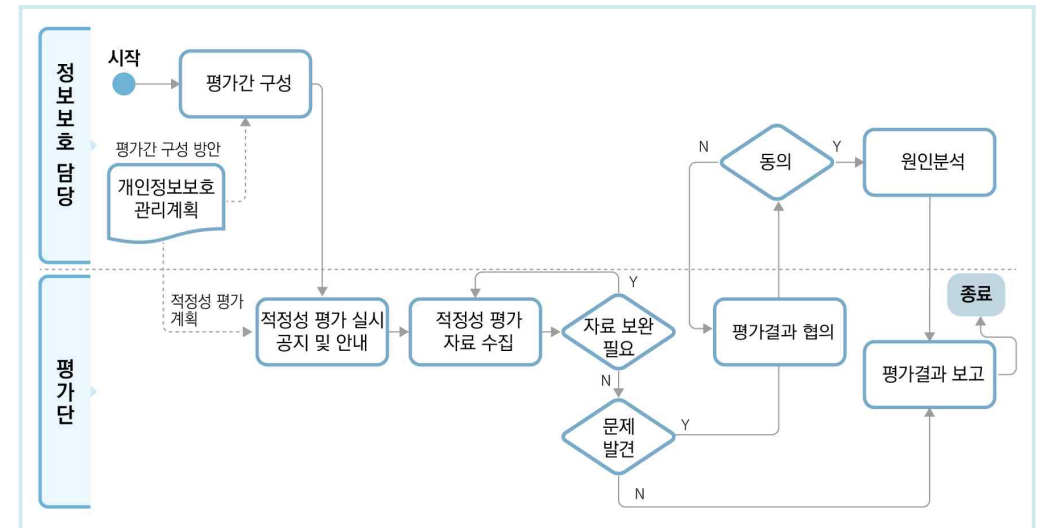 정보보호 담당
시작
평가간 구성
평가간 구성 방안
개인정보보호
관리계획
N
동의
Y
원인분석
평가단
적정성 평가
계획
적정성 평가 실시
공지 및 안내
적정성 평가
자료 수집
Y
자료 보완
필요
N
문제
발견
Y
N
평가결과 협의
종료
평가결과 보고